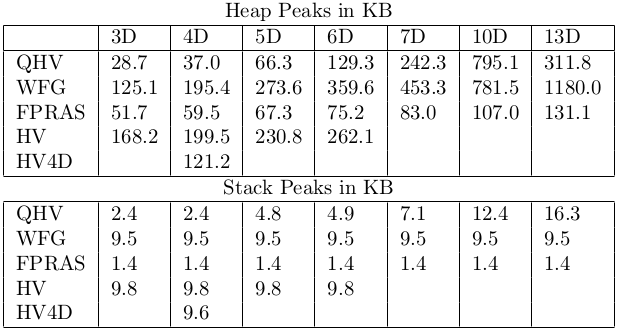 Heap Peaks in KB
3D 4D 5D 6D 7D 10D 13D
QHV 28.7 37.0 66.3 129.3 242.3 795.1 311.8
WFG 125.1 195.4 273.6 359.6 453.3 781.5 1180.0
FPRAS 51.7 59.5 67.3 75.2 83.0 107.0 131.1
HV 168.2 199.5 230.8 262.1
HV4D 121.2
Stack Peaks in KB
QHV 2.4 2.4 4.8 4.9 7.1 12.4 16.3
WFG 9.5 9.5 9.5 9.5 9.5 9.5 9.5
FPRAS 1.4 1.4 1.4 1.4 1.4 1.4 1.4
HV 9.8 9.8 9.8 9.8
HV4D 9.6